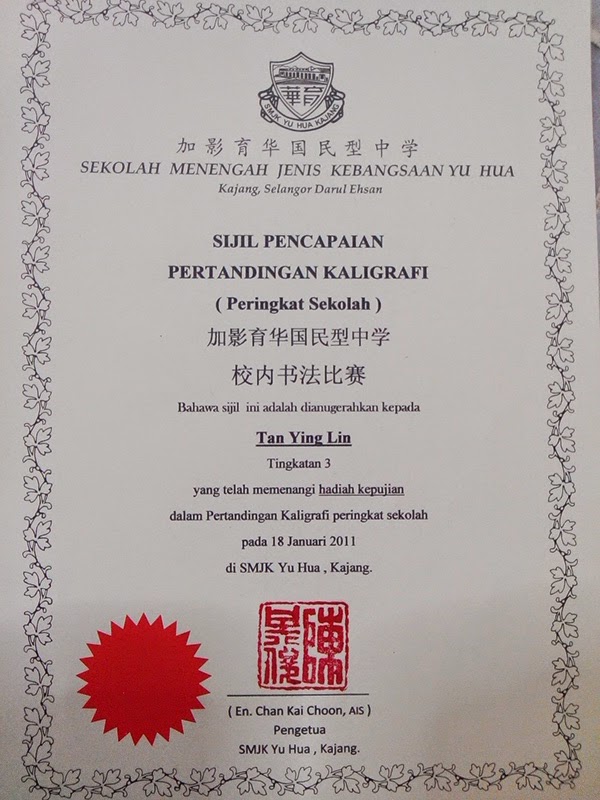 華育
SMJK YU HUA KAJANG
加影育华国民型中学
SEKOLAH MENENGAH JENIS KEBANGSAAN YU HUA
Kajang, Selangor Darul Ehsan
SIJIL PENCAPAIAN
PERTANDINGAN KALIGRAFI
( Peringkat Sekolah )
加影育华国民型中学
校内书法比赛
Bahawa sijil ini adalah dianugerahkan kepada
Tan Ying Lin
Tingkatan 3
yang telah memenangi hadiah kepujian
dalam Pertandingan Kaligrafi peringkat sekolah
pada 18 Januari 2011
di SMJK Yu Hua , Kajang.
( En. Chan Kai Choon, AIS )
Pengetua
SMJK Yu Hua , Kajang.